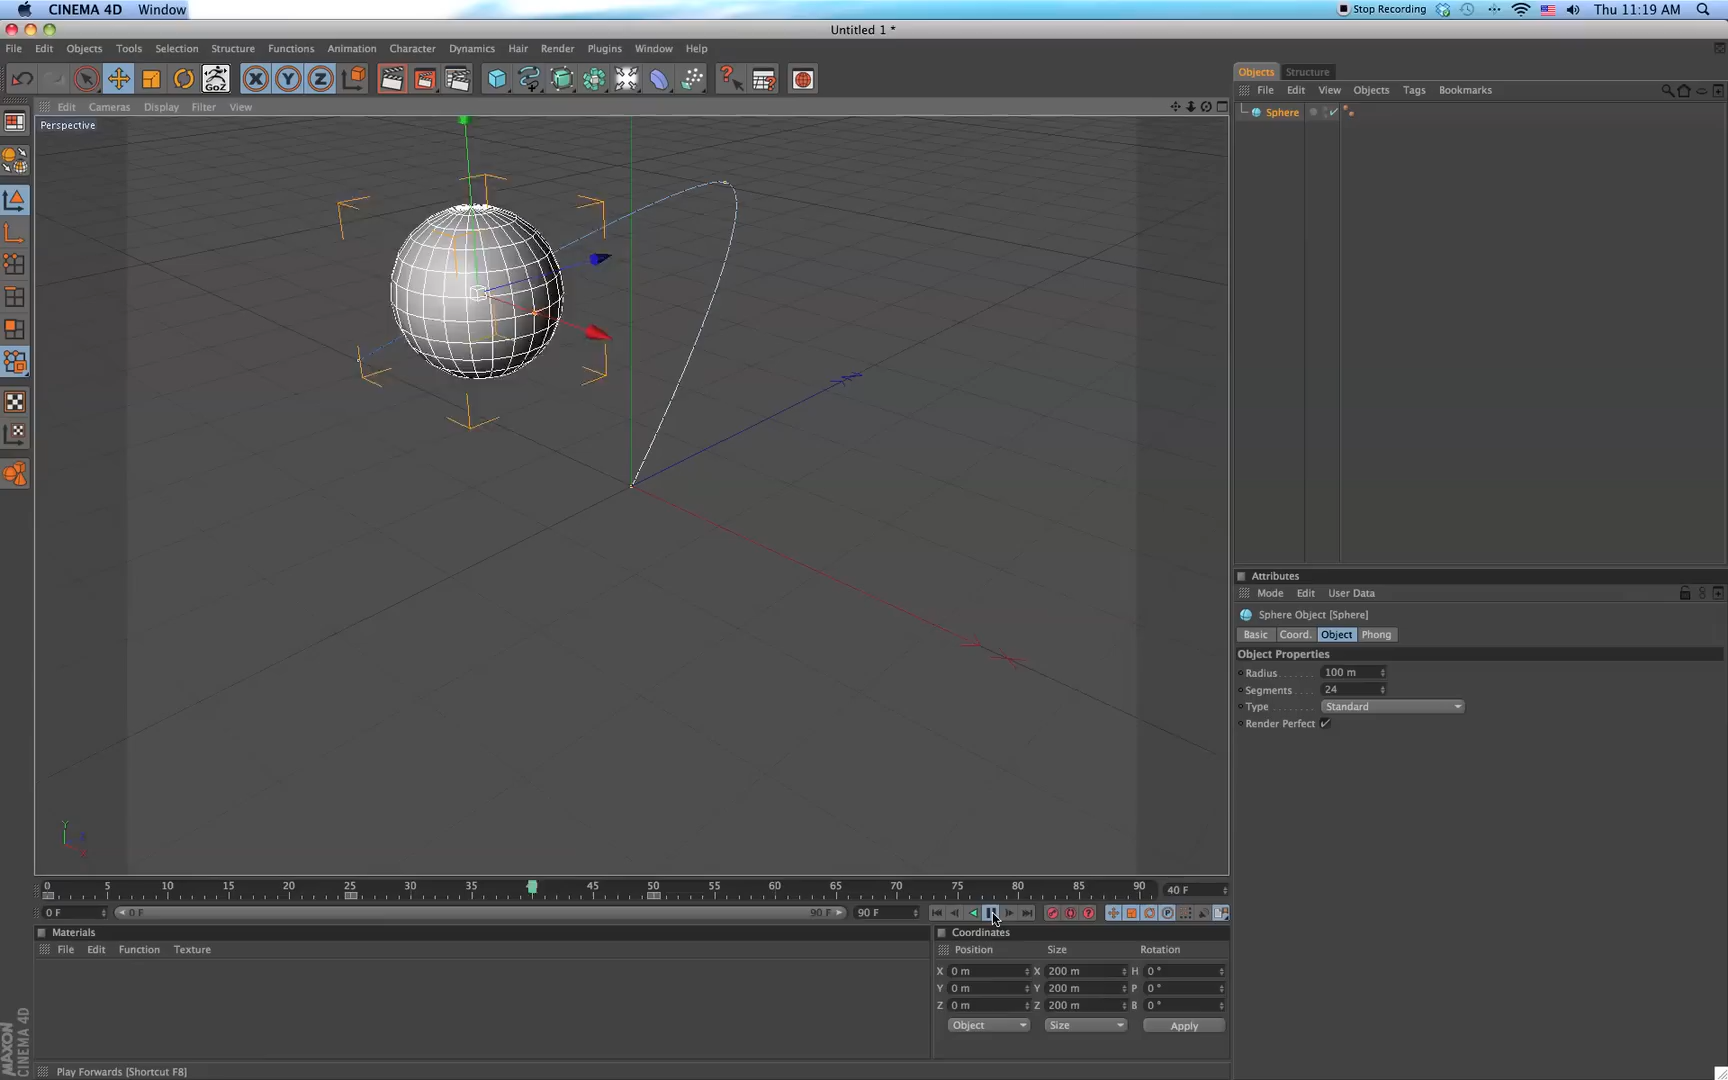 CINEMA 4D Window Stop Recording Thu 11:19 AM
Untitled 1 *
File Edit Objects Tools Selection Structure Functions Animation Character Dynamics Hair Render Plugins Window Help
GoZ X Y Z
Objects Structure
Edit Cameras Display Filter View
File Edit View Objects Tags Bookmarks
Perspective
Sphere
Attributes
Mode Edit User Data
Sphere Object [Sphere]
Basic Coord. Object Phong
Object Properties
Radius 100 m
Segments 24
Type Standard
Render Perfect
Y
0 5 10 15 20 25 30 35 45 50 55 60 65 70 75 80 85 90 40 F
0 F 0 F 90 F 90 F
Materials
File Edit Function Texture
Coordinates
Position Size Rotation
X 0 m X 200 m H 0 °
Y 0 m Y 200 m P 0 °
Z 0 m Z 200 m B 0 °
Object Size Apply
MAXON
CINEMA 4D
Play Forwards [Shortcut F8]